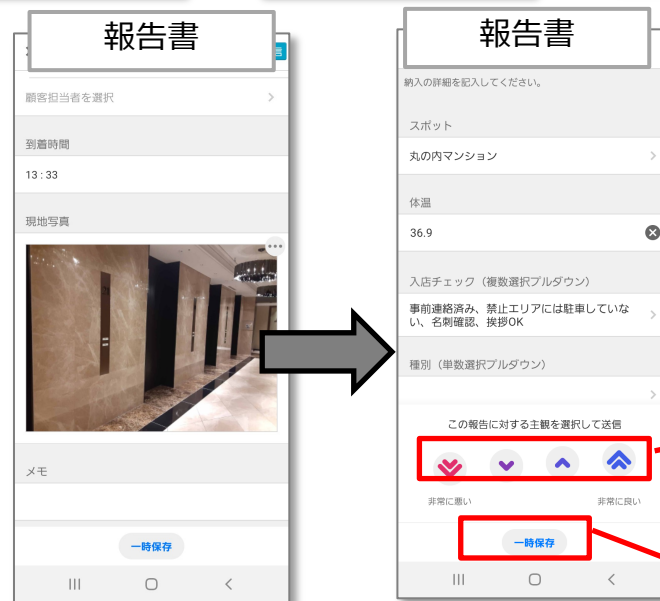 報告書
顧客担当者を選択
到着時間
13 : 33
現地写真
メモ
一時保存
報告書
納入の詳細を記入してください。
スポット
丸の内マンション
体温
36.9
入店チェック（複数選択プルダウン）
事前連絡済み、禁止エリアには駐車していな
い、名刺確認、挨拶OK
種別（単数選択プルダウン）
この報告に対する主観を選択して送信
非常に悪い
非常に良い
一時保存